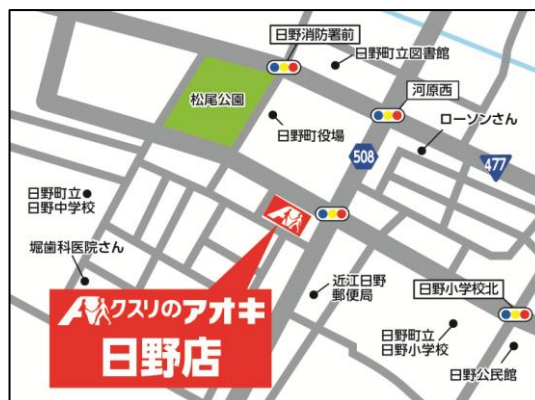 日野消防署前
日野町立図書館
松尾公園
河原西
日野町役場
ローソンさん
508
477
日野町立
日野中学校
堀歯科医院さん
近江日野
郵便局
日野小学校北
クスリのアオキ
日野店
日野町立
日野小学校
日野公民館